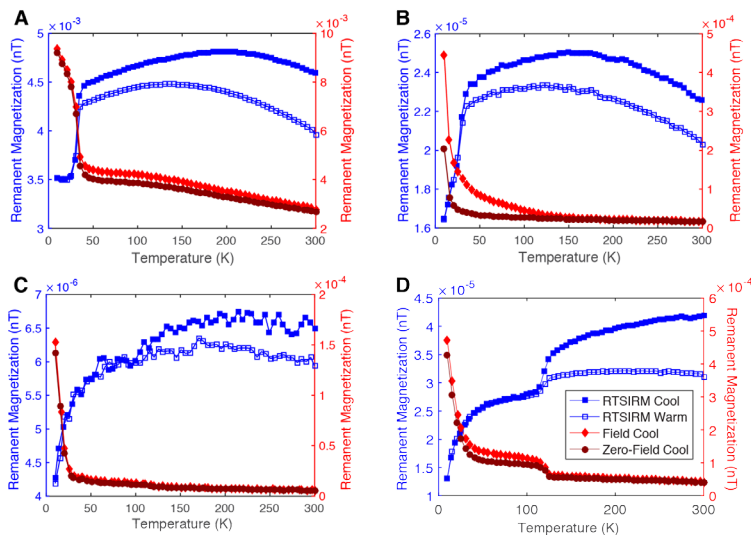 A
× 10⁻³
× 10⁻³
5
4.5
4
3.5
3
10
8
6
4
2
0 50 100 150 200 250 300
Temperature (K)
Remanent Magnetization (nT)
Remanent Magnetization (nT)
B
× 10⁻⁵
× 10⁻⁴
2.6
2.4
2.2
2
1.8
1.6
5
4
3
2
1
0
0 50 100 150 200 250 300
Temperature (K)
Remanent Magnetization (nT)
Remanent Magnetization (nT)
C
× 10⁻⁶
× 10⁻⁴
7
6.5
6
5.5
5
4.5
4
2
1.5
1
0.5
0
0 50 100 150 200 250 300
Temperature (K)
Remanent Magnetization (nT)
Remanent Magnetization (nT)
D
× 10⁻⁵
× 10⁻⁴
4.5
4
3.5
3
2.5
2
1.5
1
6
5
4
3
2
1
0
0 50 100 150 200 250 300
Temperature (K)
Remanent Magnetization (nT)
Remanent Magnetization (nT)
RTSIRM Cool
RTSIRM Warm
Field Cool
Zero-Field Cool